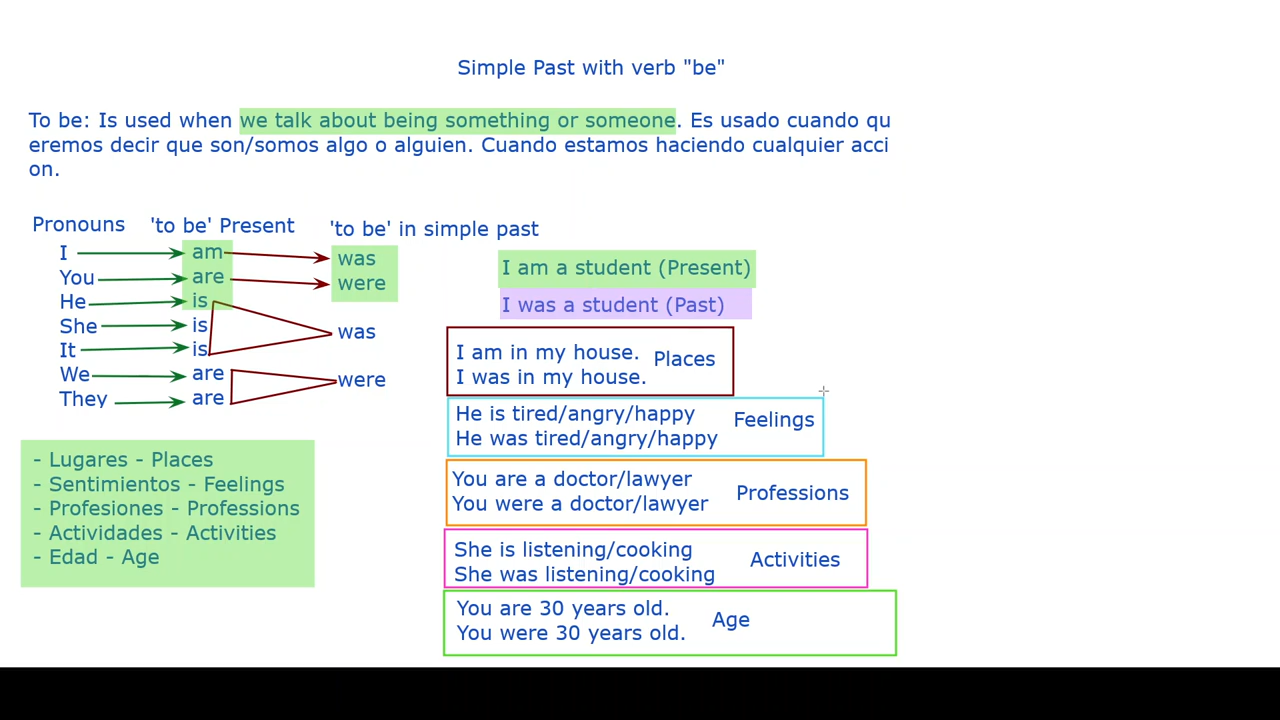 Simple Past with verb "be"
To be: Is used when we talk about being something or someone. Es usado cuando qu
eremos decir que son/somos algo o alguien. Cuando estamos haciendo cualquier acci
on.
Pronouns 'to be' Present 'to be' in simple past
I am was
You are were
He is
She is was
It is
We are were
They are
I am a student (Present)
I was a student (Past)
I am in my house. Places
I was in my house.
He is tired/angry/happy Feelings
He was tired/angry/happy
You are a doctor/lawyer Professions
You were a doctor/lawyer
She is listening/cooking Activities
She was listening/cooking
You are 30 years old. Age
You were 30 years old.
- Lugares - Places
- Sentimientos - Feelings
- Profesiones - Professions
- Actividades - Activities
- Edad - Age